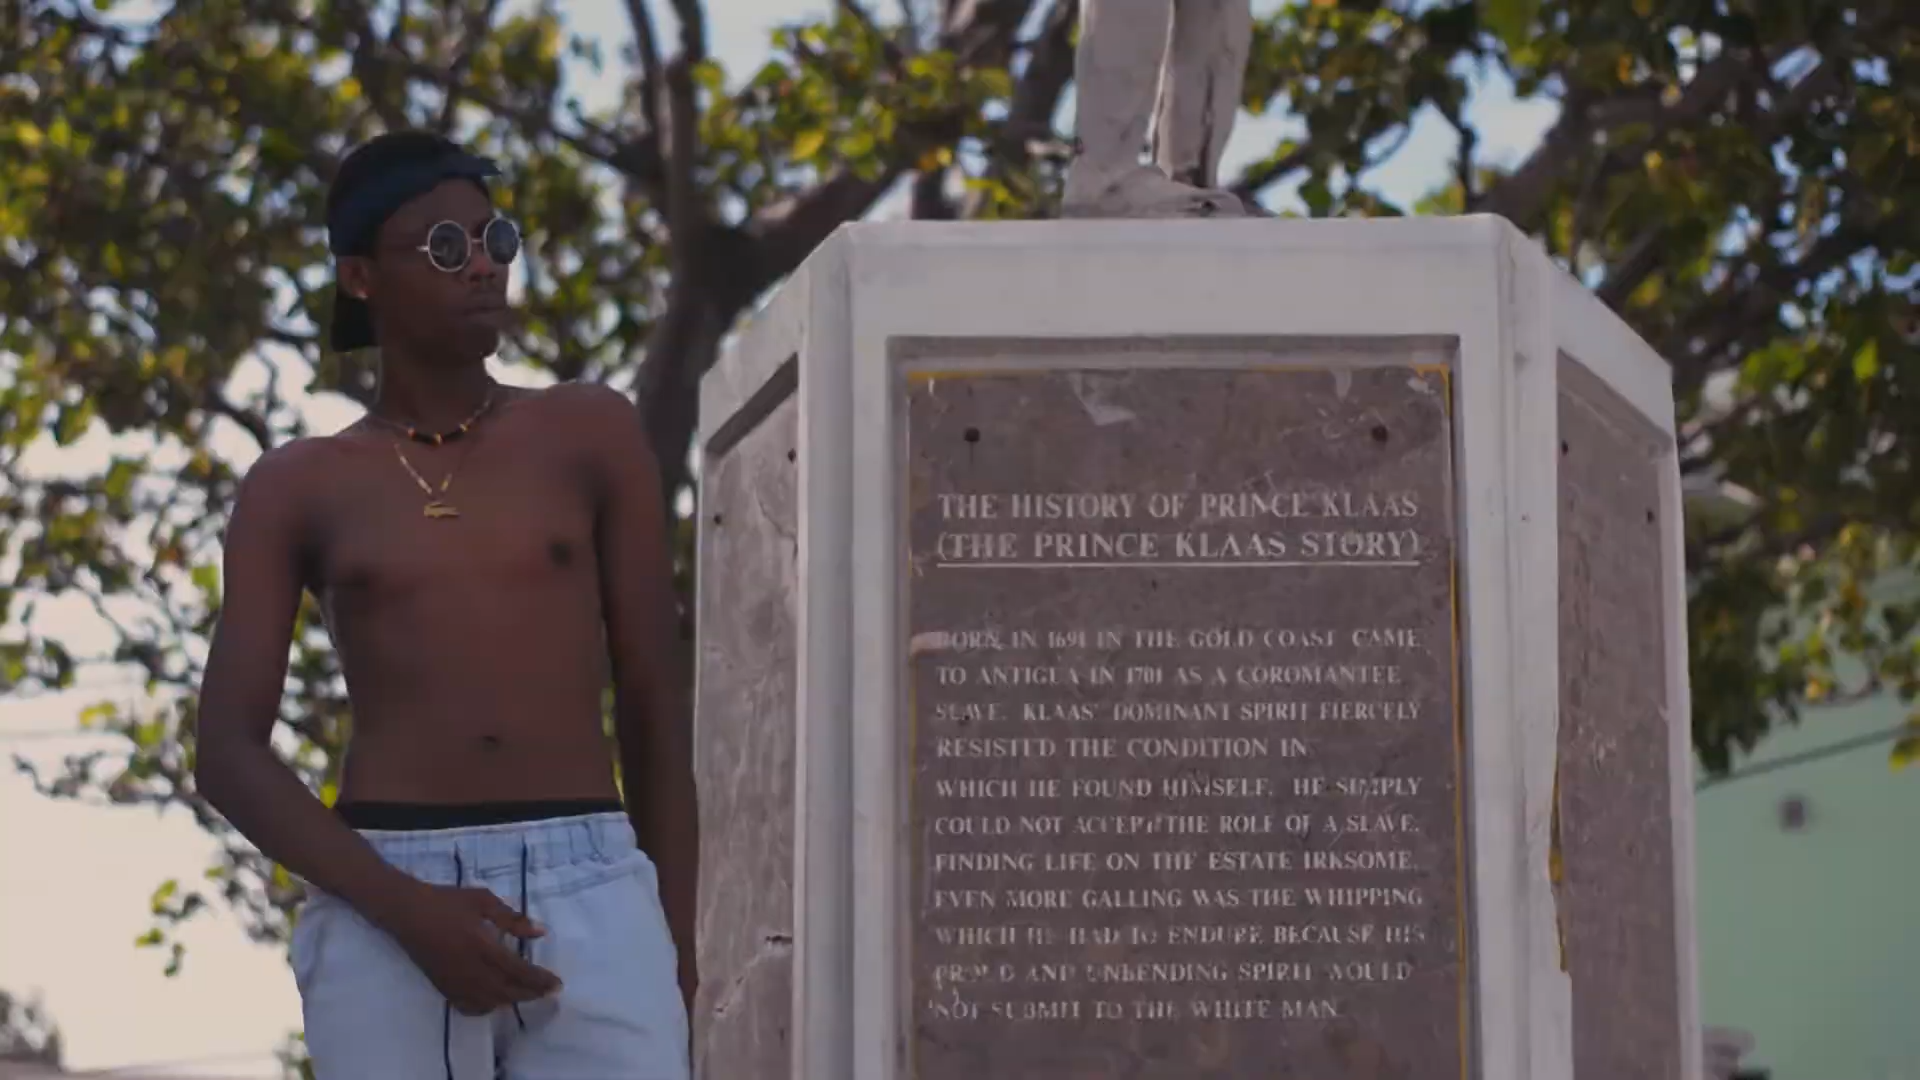 THE HISTORY OF PRINCE KLAAS
(THE PRINCE KLAAS STORY)
BORN IN 1691 IN THE GOLD COAST CAME
TO ANTIGUA IN 1701 AS A COROMANTEE
SLAVE. KLAAS' DOMINANT SPIRIT FIERCELY
RESISTED THE CONDITION IN
WHICH HE FOUND HIMSELF. HE SIMPLY
COULD NOT ACCEPT THE ROLE OF A SLAVE.
FINDING LIFE ON THE ESTATE IRKSOME.
EVEN MORE GALLING WAS THE WHIPPING
WHICH HE HAD TO ENDURE BECAUSE HIS
PROUD AND UNBENDING SPIRIT WOULD
NOT SUBMIT TO THE WHITE MAN.